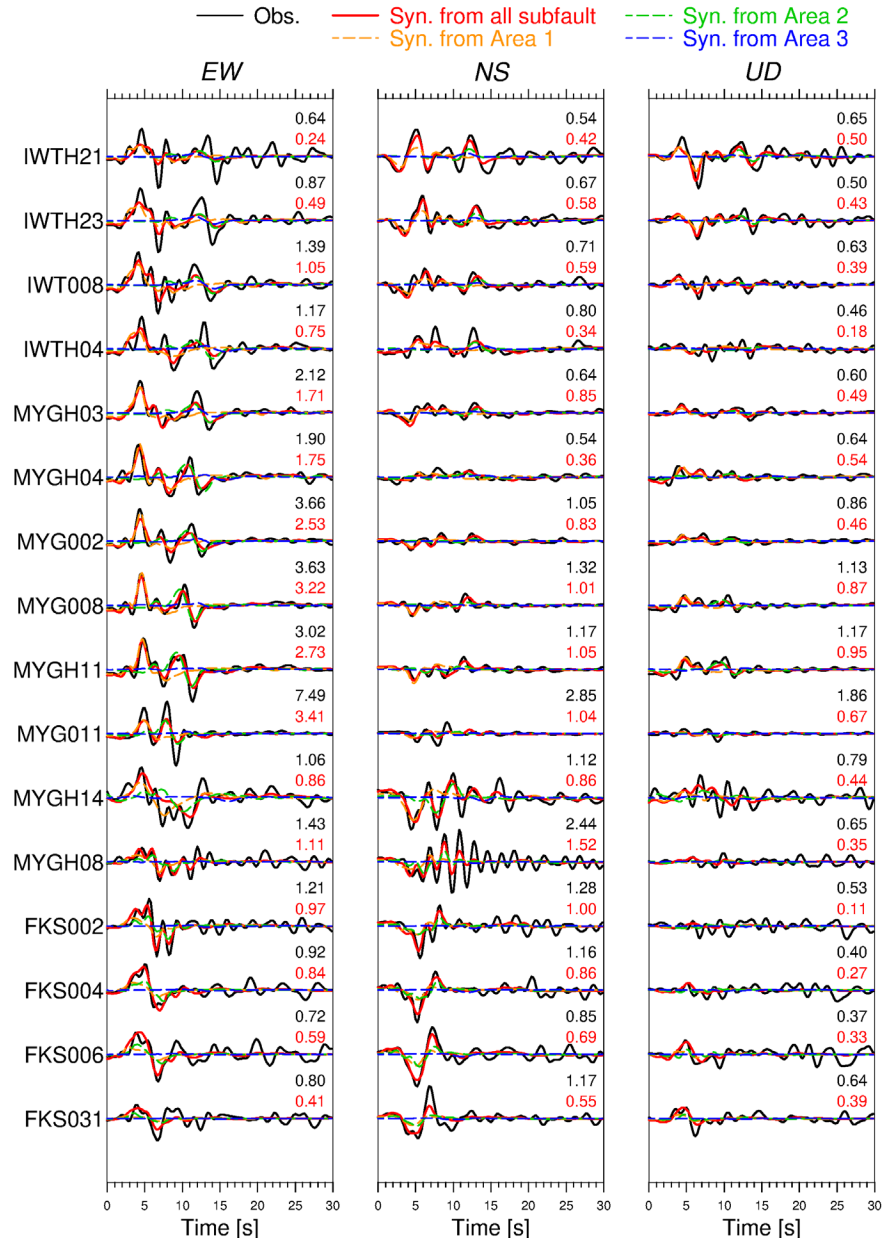 Obs. Syn. from all subfault Syn. from Area 2
Syn. from Area 1 Syn. from Area 3
EW NS UD
0.64 0.54 0.65
IWTH21 0.24 0.42 0.50
0.87 0.67 0.50
IWTH23 0.49 0.58 0.43
1.39 0.71 0.63
IWT008 1.05 0.59 0.39
1.17 0.80 0.46
IWTH04 0.75 0.34 0.18
2.12 0.64 0.60
MYGH03 1.71 0.85 0.49
1.90 0.54 0.64
MYGH04 1.75 0.36 0.54
3.66 1.05 0.86
MYG002 2.53 0.83 0.46
3.63 1.32 1.13
MYG008 3.22 1.01 0.87
3.02 1.17 1.17
MYGH11 2.73 1.05 0.95
7.49 2.85 1.86
MYG011 3.41 1.04 0.67
1.06 1.12 0.79
MYGH14 0.86 0.86 0.44
1.43 2.44 0.65
MYGH08 1.11 1.52 0.35
1.21 1.28 0.53
FKS002 0.97 1.00 0.11
0.92 1.16 0.40
FKS004 0.84 0.86 0.27
0.72 0.85 0.37
FKS006 0.59 0.69 0.33
0.80 1.17 0.64
FKS031 0.41 0.55 0.39
0 5 10 15 20 25 30 0 5 10 15 20 25 30 0 5 10 15 20 25 30
Time [s] Time [s] Time [s]